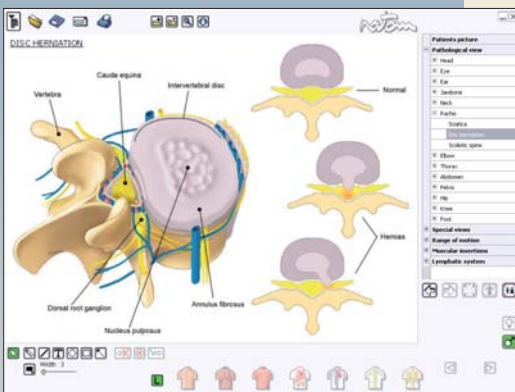 natom
DISC HERNIATION
Cauda equina
Intervertebral disc
Vertebra
Normal
Hernias
Dorsal root ganglion
Annulus fibrosus
Nucleus pulposus
Width : 3
L
Patients picture
Pathological view
Head
Eye
Ear
Jawbone
Neck
Rachis
Sciatica
Disc herniation
Scoliotic spine
Elbow
Thorax
Abdomen
Pelvis
Hip
Knee
Foot
Special views
Range of motion
Muscular insertions
Lymphatic system